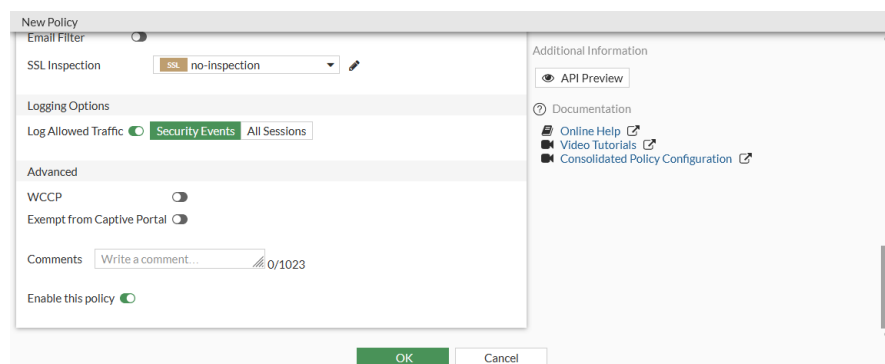 New Policy
Email Filter
SSL Inspection SSL no-inspection
Logging Options
Log Allowed Traffic Security Events All Sessions
Advanced
WCCP
Exempt from Captive Portal
Comments Write a comment... 0/1023
Enable this policy
Additional Information
API Preview
? Documentation
Online Help
Video Tutorials
Consolidated Policy Configuration
OK Cancel